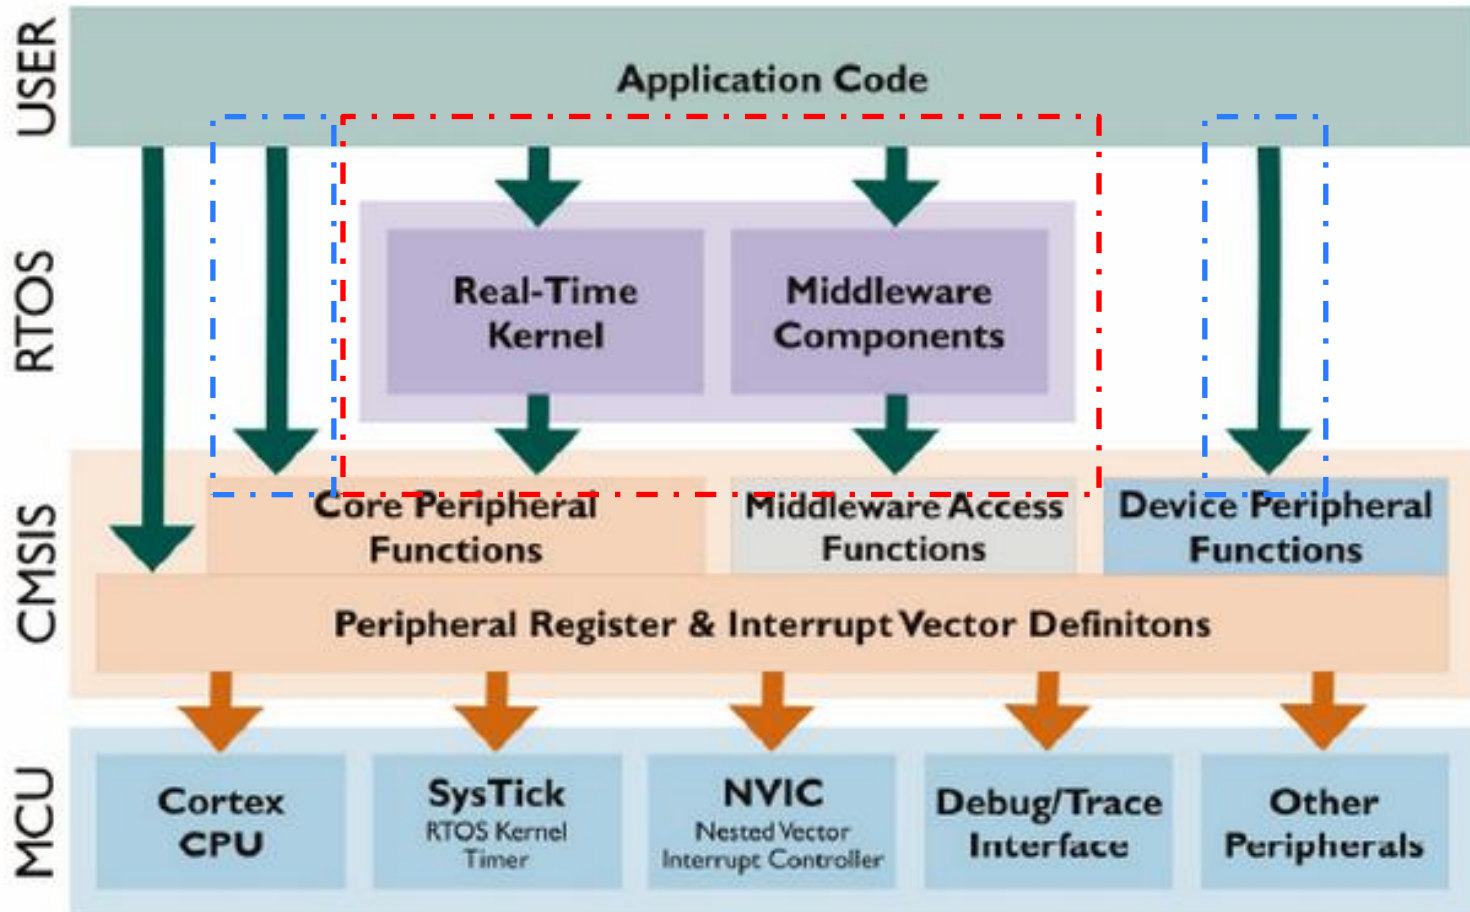 USER
Application Code
RTOS
Real-Time
Kernel
Middleware
Components
CMSIS
Core Peripheral
Functions
Middleware Access
Functions
Device Peripheral
Functions
Peripheral Register & Interrupt Vector Definitons
MCU
Cortex
CPU
SysTick
RTOS Kernel
Timer
NVIC
Nested Vector
Interrupt Controller
Debug/Trace
Interface
Other
Peripherals